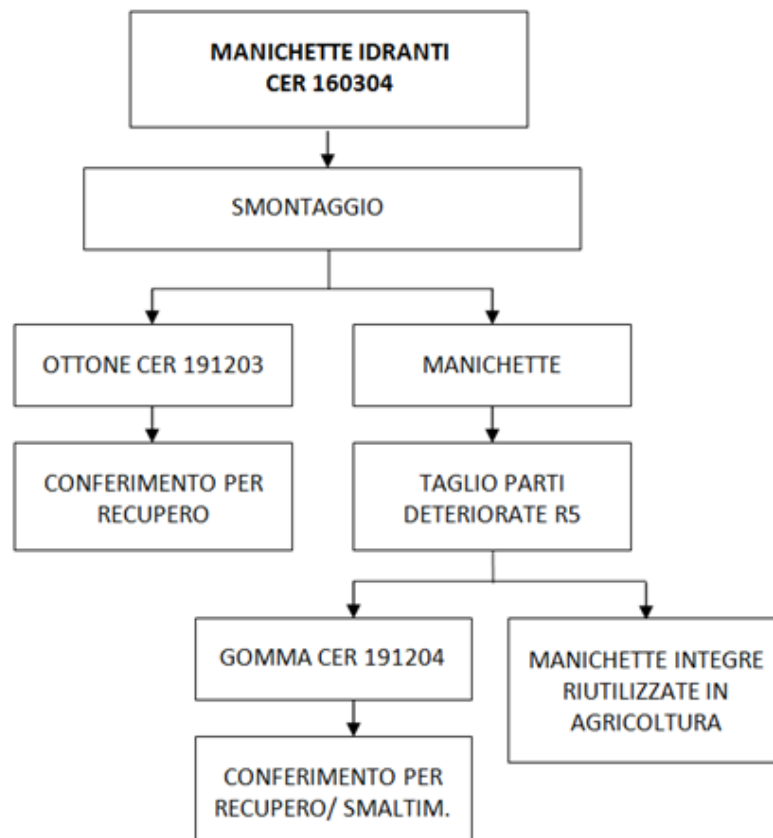 MANICHETTE IDRANTI
CER 160304
SMONTAGGIO
OTTONE CER 191203
MANICHETTE
CONFERIMENTO PER
RECUPERO
TAGLIO PARTI
DETERIORATE R5
GOMMA CER 191204
MANICHETTE INTEGRE
RIUTILIZZATE IN
AGRICOLTURA
CONFERIMENTO PER
RECUPERO/ SMALTIM.